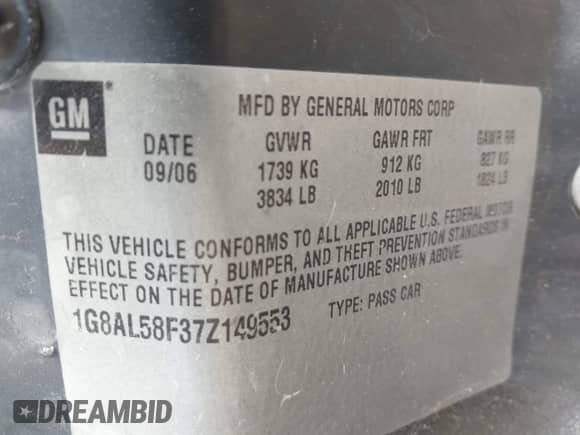 GM ®
MFD BY GENERAL MOTORS CORP
DATE GVWR GAWR FRT GAWR RR
09/06 1739 KG 912 KG 827 KG
3834 LB 2010 LB 1824 LB
THIS VEHICLE CONFORMS TO ALL APPLICABLE U.S. FEDERAL MOTOR
VEHICLE SAFETY, BUMPER, AND THEFT PREVENTION STANDARDS IN
EFFECT ON THE DATE OF MANUFACTURE SHOWN ABOVE.
1G8AL58F37Z149553 TYPE: PASS CAR
DREAMBID